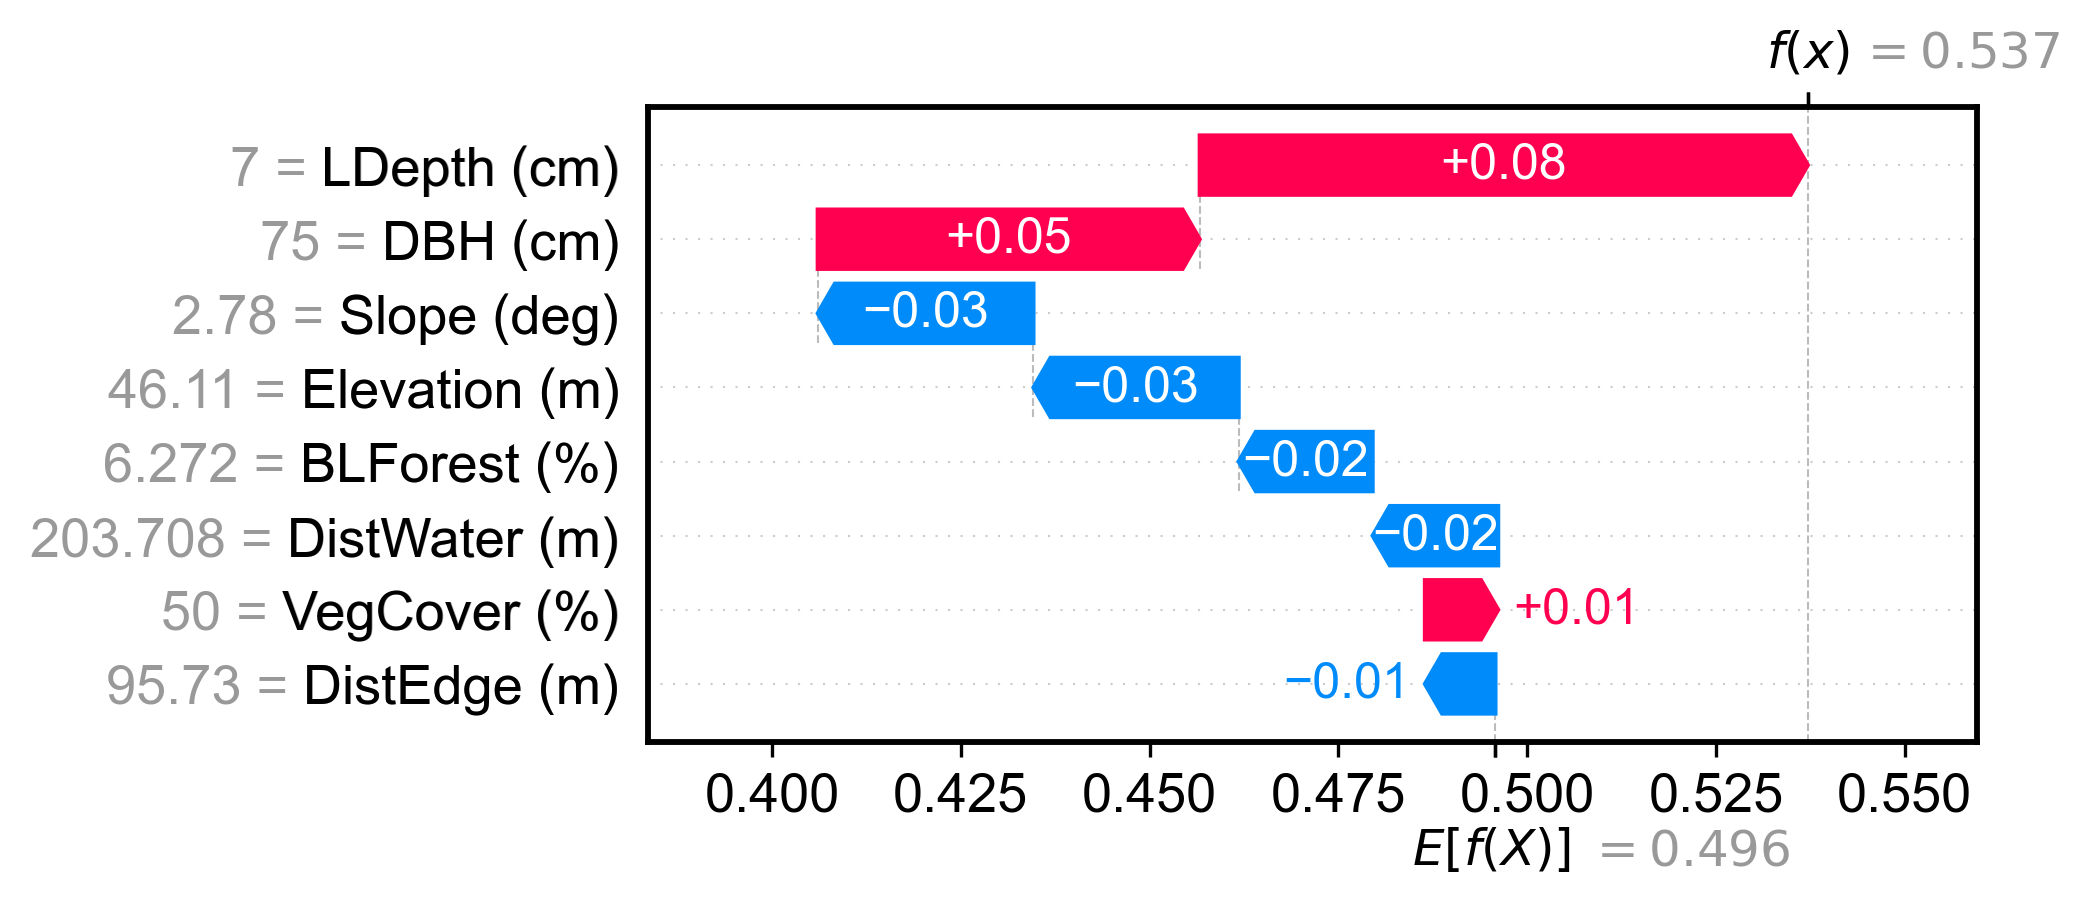 f(x) = 0.537
7 = LDepth (cm) +0.08
75 = DBH (cm) +0.05
2.78 = Slope (deg) −0.03
46.11 = Elevation (m) −0.03
6.272 = BLForest (%) −0.02
203.708 = DistWater (m) −0.02
50 = VegCover (%) +0.01
95.73 = DistEdge (m) −0.01
0.400 0.425 0.450 0.475 0.500 0.525 0.550
E[f(X)] = 0.496